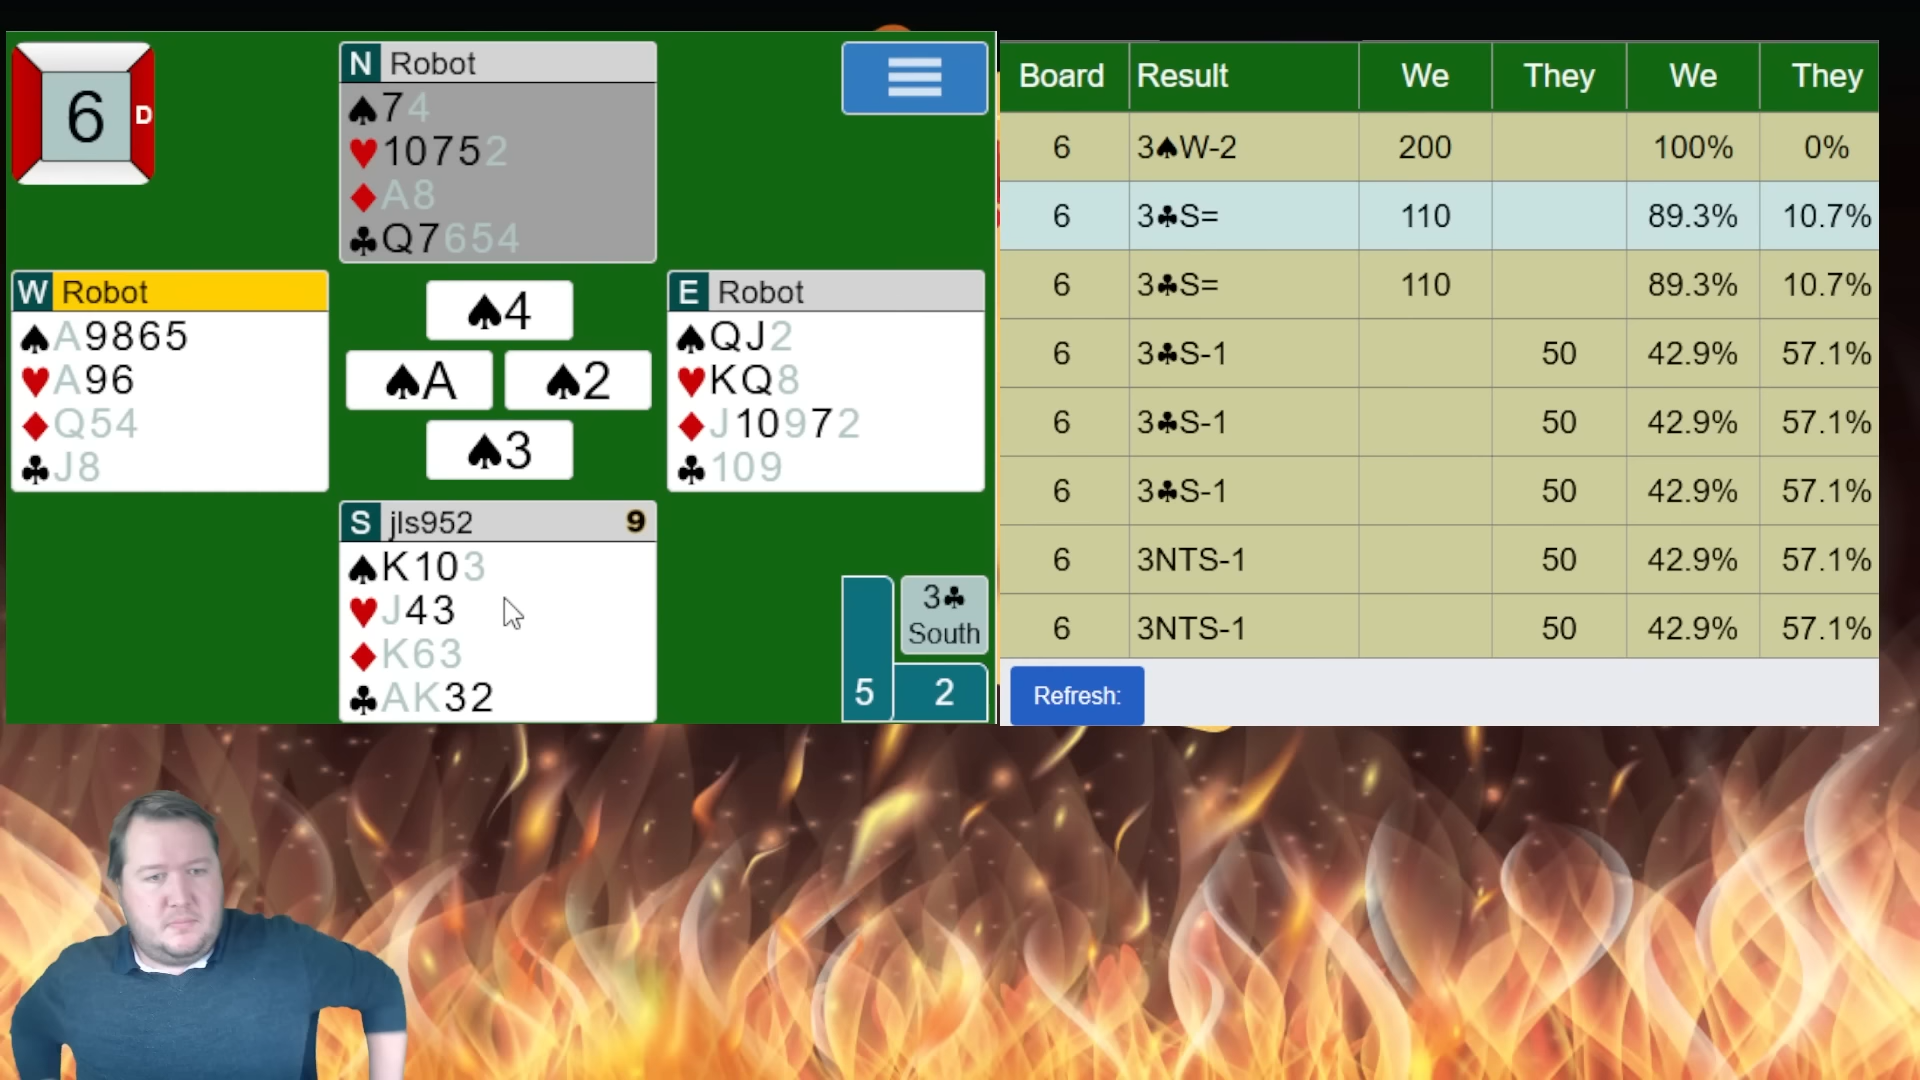 6
D
N Robot
♠74
♥10752
♦A8
♣Q7654
W Robot
♠A9865
♥A96
♦Q54
♣J8
♠4
♠A
♠2
♠3
E Robot
♠QJ2
♥KQ8
♦J10972
♣109
S jls952 9
♠K103
♥J43
♦K63
♣AK32
3♣
South
5
2
Board Result We They We They
6 3♠W-2 200 100% 0%
6 3♣S= 110 89.3% 10.7%
6 3♣S= 110 89.3% 10.7%
6 3♣S-1 50 42.9% 57.1%
6 3♣S-1 50 42.9% 57.1%
6 3♣S-1 50 42.9% 57.1%
6 3NTS-1 50 42.9% 57.1%
6 3NTS-1 50 42.9% 57.1%
Refresh: